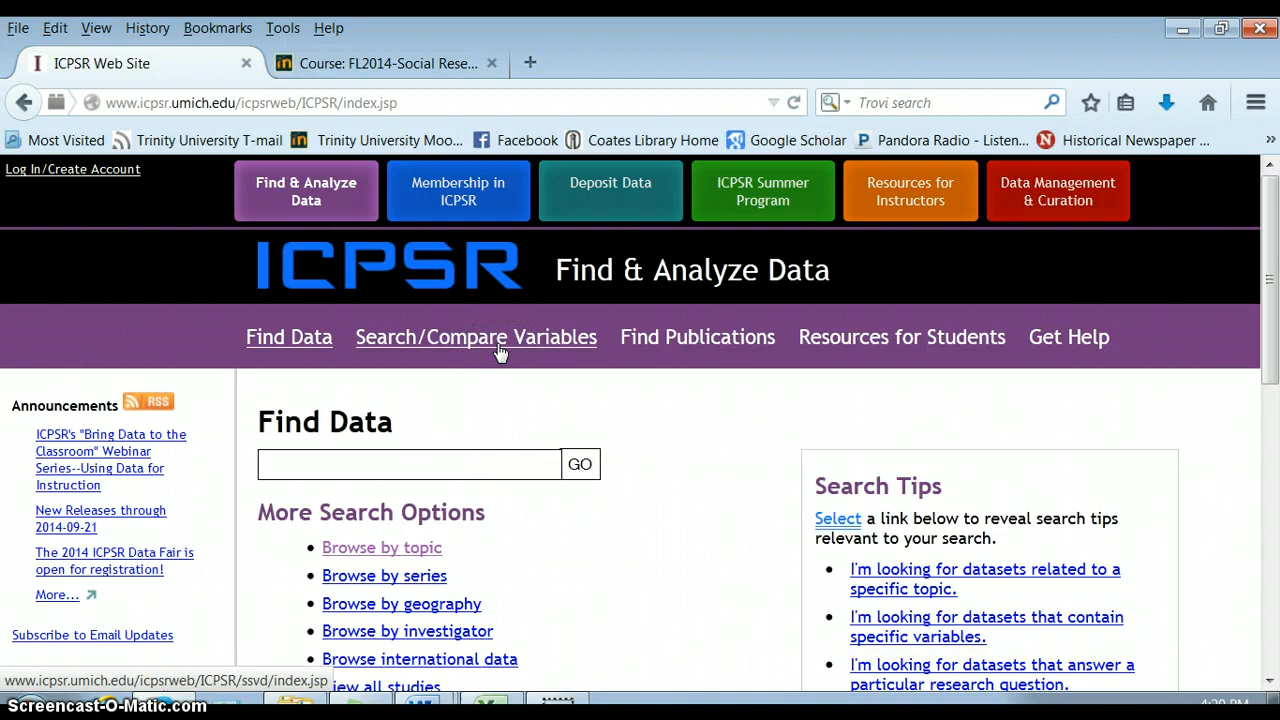 File Edit View History Bookmarks Tools Help
ICPSR Web Site
Course: FL2014-Social Rese...
www.icpsr.umich.edu/icpsrweb/ICPSR/index.jsp
Trovi search
Most Visited
Trinity University T-mail
Trinity University Moo...
Facebook
Coates Library Home
Google Scholar
Pandora Radio - Listen...
Historical Newspaper ...
Log In/Create Account
Find & Analyze
Data
Membership in
ICPSR
Deposit Data
ICPSR Summer
Program
Resources for
Instructors
Data Management
& Curation
ICPSR
Find & Analyze Data
Find Data
Search/Compare Variables
Find Publications
Resources for Students
Get Help
Announcements
RSS
ICPSR's "Bring Data to the
Classroom" Webinar
Series--Using Data for
Instruction
New Releases through
2014-09-21
The 2014 ICPSR Data Fair is
open for registration!
More...
Subscribe to Email Updates
Find Data
GO
More Search Options
Browse by topic
Browse by series
Browse by geography
Browse by investigator
Browse international data
View all studies
Search Tips
Select a link below to reveal search tips
relevant to your search.
I'm looking for datasets related to a
specific topic.
I'm looking for datasets that contain
specific variables.
I'm looking for datasets that answer a
particular research question.
www.icpsr.umich.edu/icpsrweb/ICPSR/ssvd/index.jsp
Screencast-O-Matic.com